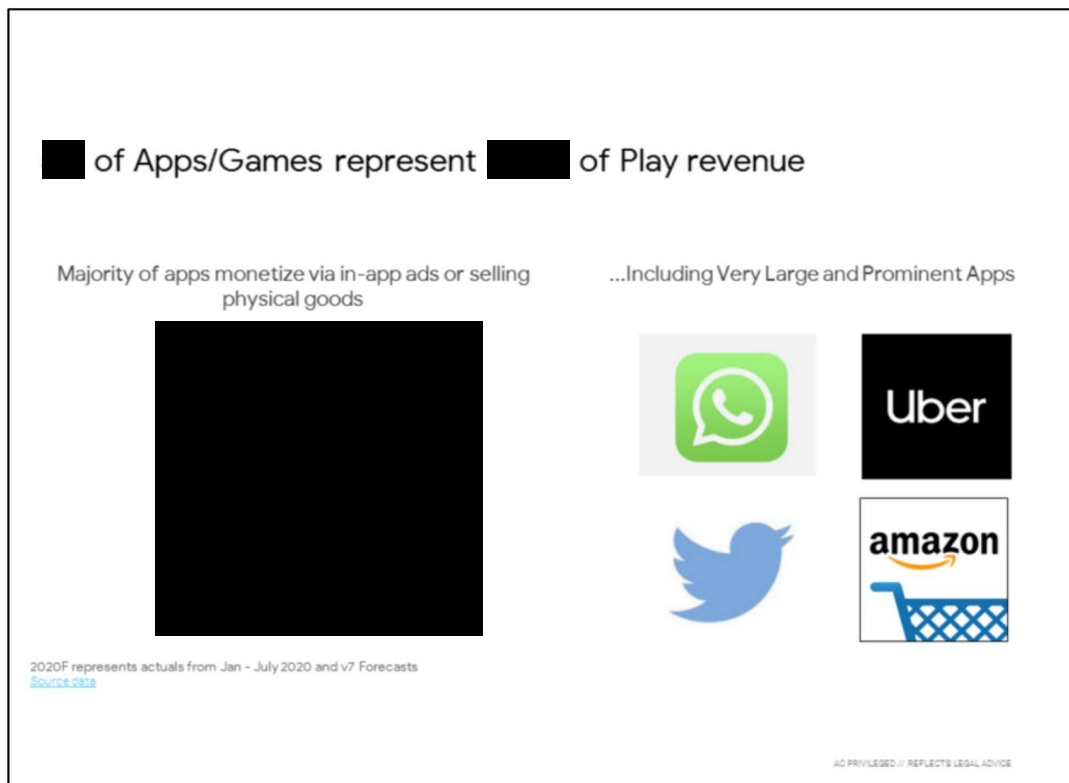 of Apps/Games represent of Play revenue
Majority of apps monetize via in-app ads or selling
physical goods
...Including Very Large and Prominent Apps
Uber
amazon
2020F represents actuals from Jan - July 2020 and v7 Forecasts
Source data
AC PRIVILEGED // REFLECTS LEGAL ADVICE